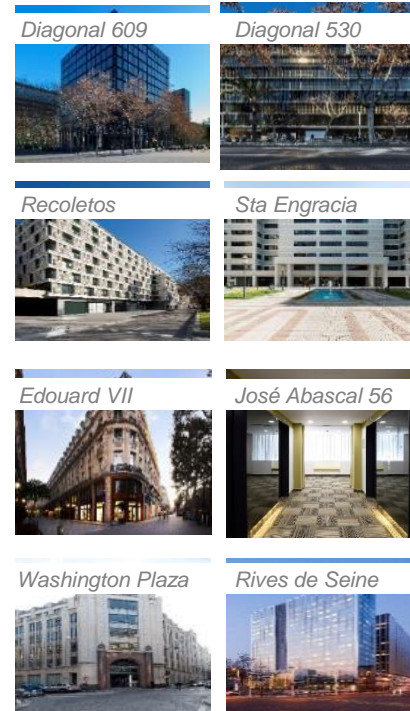 Diagonal 609
Diagonal 530
Recoletos
Sta Engracia
Edouard VII
José Abascal 56
Washington Plaza
Rives de Seine